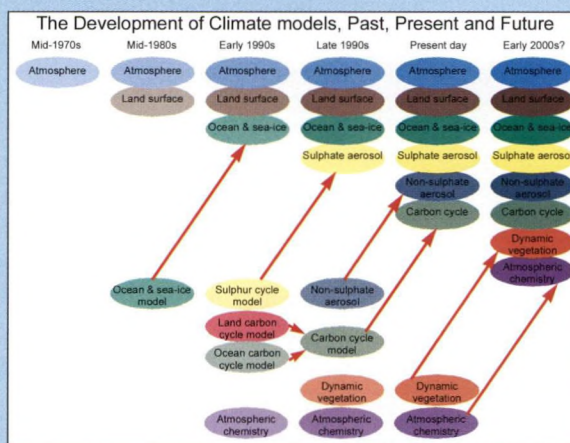 The Development of Climate models, Past, Present and Future
Mid-1970s Mid-1980s Early 1990s Late 1990s Present day Early 2000s?
Atmosphere Atmosphere Atmosphere Atmosphere Atmosphere Atmosphere
Land surface Land surface Land surface Land surface Land surface
Ocean & sea-ice Ocean & sea-ice Ocean & sea-ice Ocean & sea-ice
Sulphate aerosol Sulphate aerosol Sulphate aerosol
Non-sulphate aerosol Non-sulphate aerosol
Carbon cycle Carbon cycle
Dynamic vegetation
Atmospheric chemistry
Ocean & sea-ice model
Sulphur cycle model
Non-sulphate aerosol
Land carbon cycle model
Ocean carbon cycle model
Carbon cycle model
Dynamic vegetation Dynamic vegetation
Atmospheric chemistry Atmospheric chemistry Atmospheric chemistry